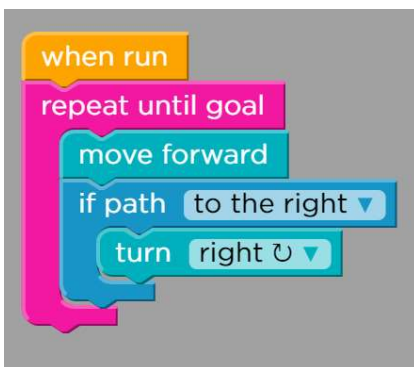 when run
repeat until goal
move forward
if path to the right ▼
turn right ↻ ▼